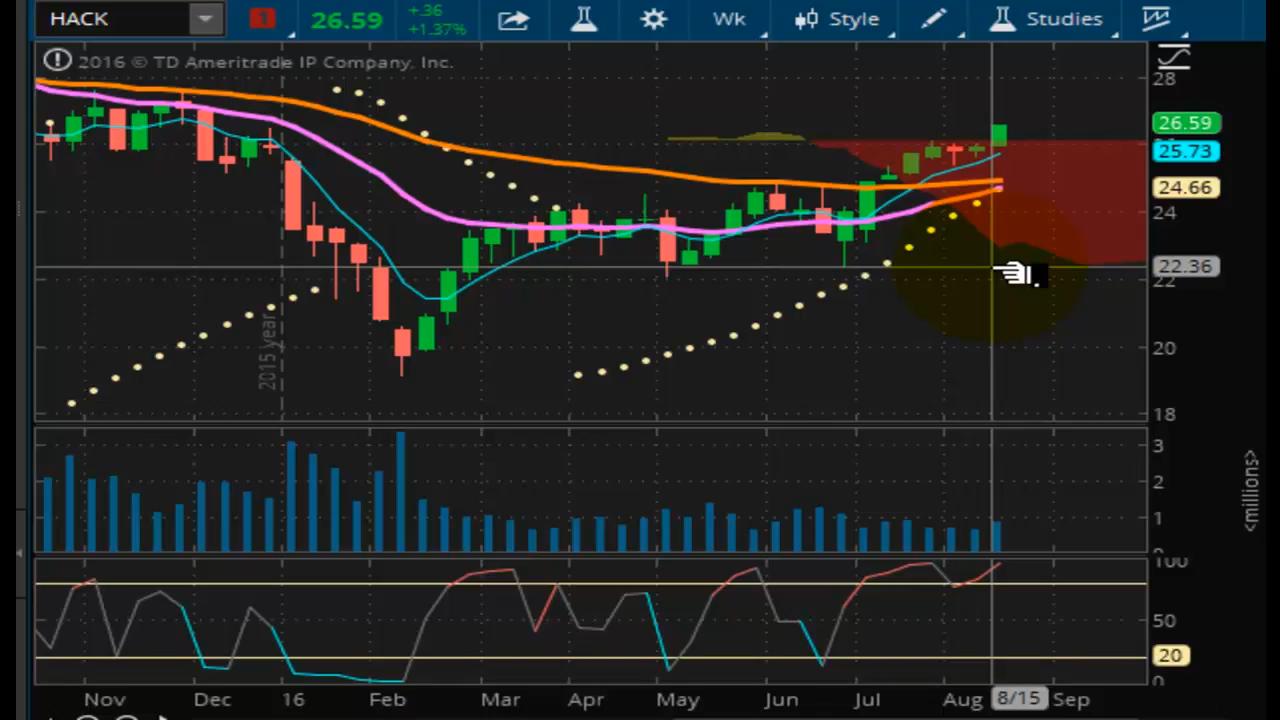 HACK
1
26.59
+.36
+1.37%
Wk
Style
Studies
2016 © TD Ameritrade IP Company, Inc.
28
26.59
25.73
24.66
24
22.36
22
20
18
2015 year
3
2
1
<millions>
100
50
20
0
Nov Dec 16 Feb Mar Apr May Jun Jul Aug 8/15 Sep